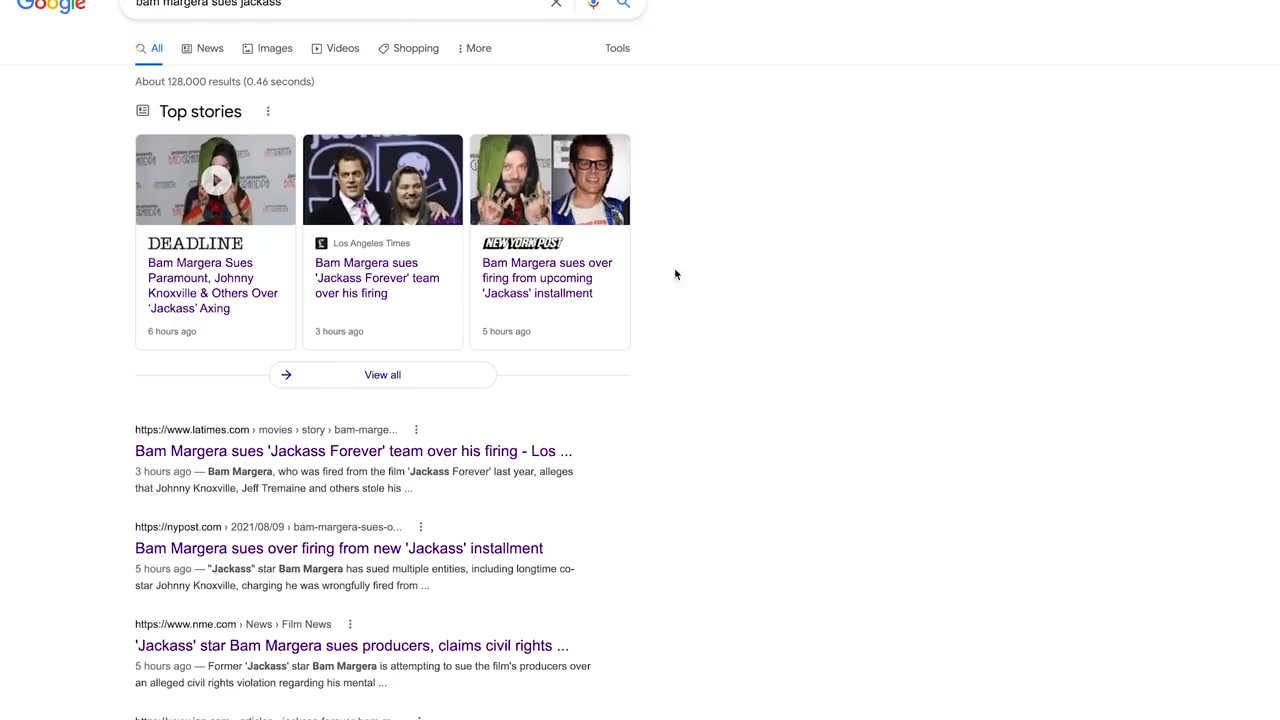 Google
bam margera sues jackass
All News Images Videos Shopping More Tools
About 128,000 results (0.46 seconds)
Top stories
DEADLINE
Bam Margera Sues
Paramount, Johnny
Knoxville & Others Over
'Jackass' Axing
6 hours ago
Los Angeles Times
Bam Margera sues
'Jackass Forever' team
over his firing
3 hours ago
NEW YORK POST
Bam Margera sues over
firing from upcoming
'Jackass' installment
5 hours ago
View all
https://www.latimes.com › movies › story › bam-marge...
Bam Margera sues 'Jackass Forever' team over his firing - Los ...
3 hours ago — Bam Margera, who was fired from the film 'Jackass Forever' last year, alleges
that Johnny Knoxville, Jeff Tremaine and others stole his ...
https://nypost.com › 2021/08/09 › bam-margera-sues-o...
Bam Margera sues over firing from new 'Jackass' installment
5 hours ago — "Jackass" star Bam Margera has sued multiple entities, including longtime co-
star Johnny Knoxville, charging he was wrongfully fired from ...
https://www.nme.com › News › Film News
'Jackass' star Bam Margera sues producers, claims civil rights ...
5 hours ago — Former 'Jackass' star Bam Margera is attempting to sue the film's producers over
an alleged civil rights violation regarding his mental ...